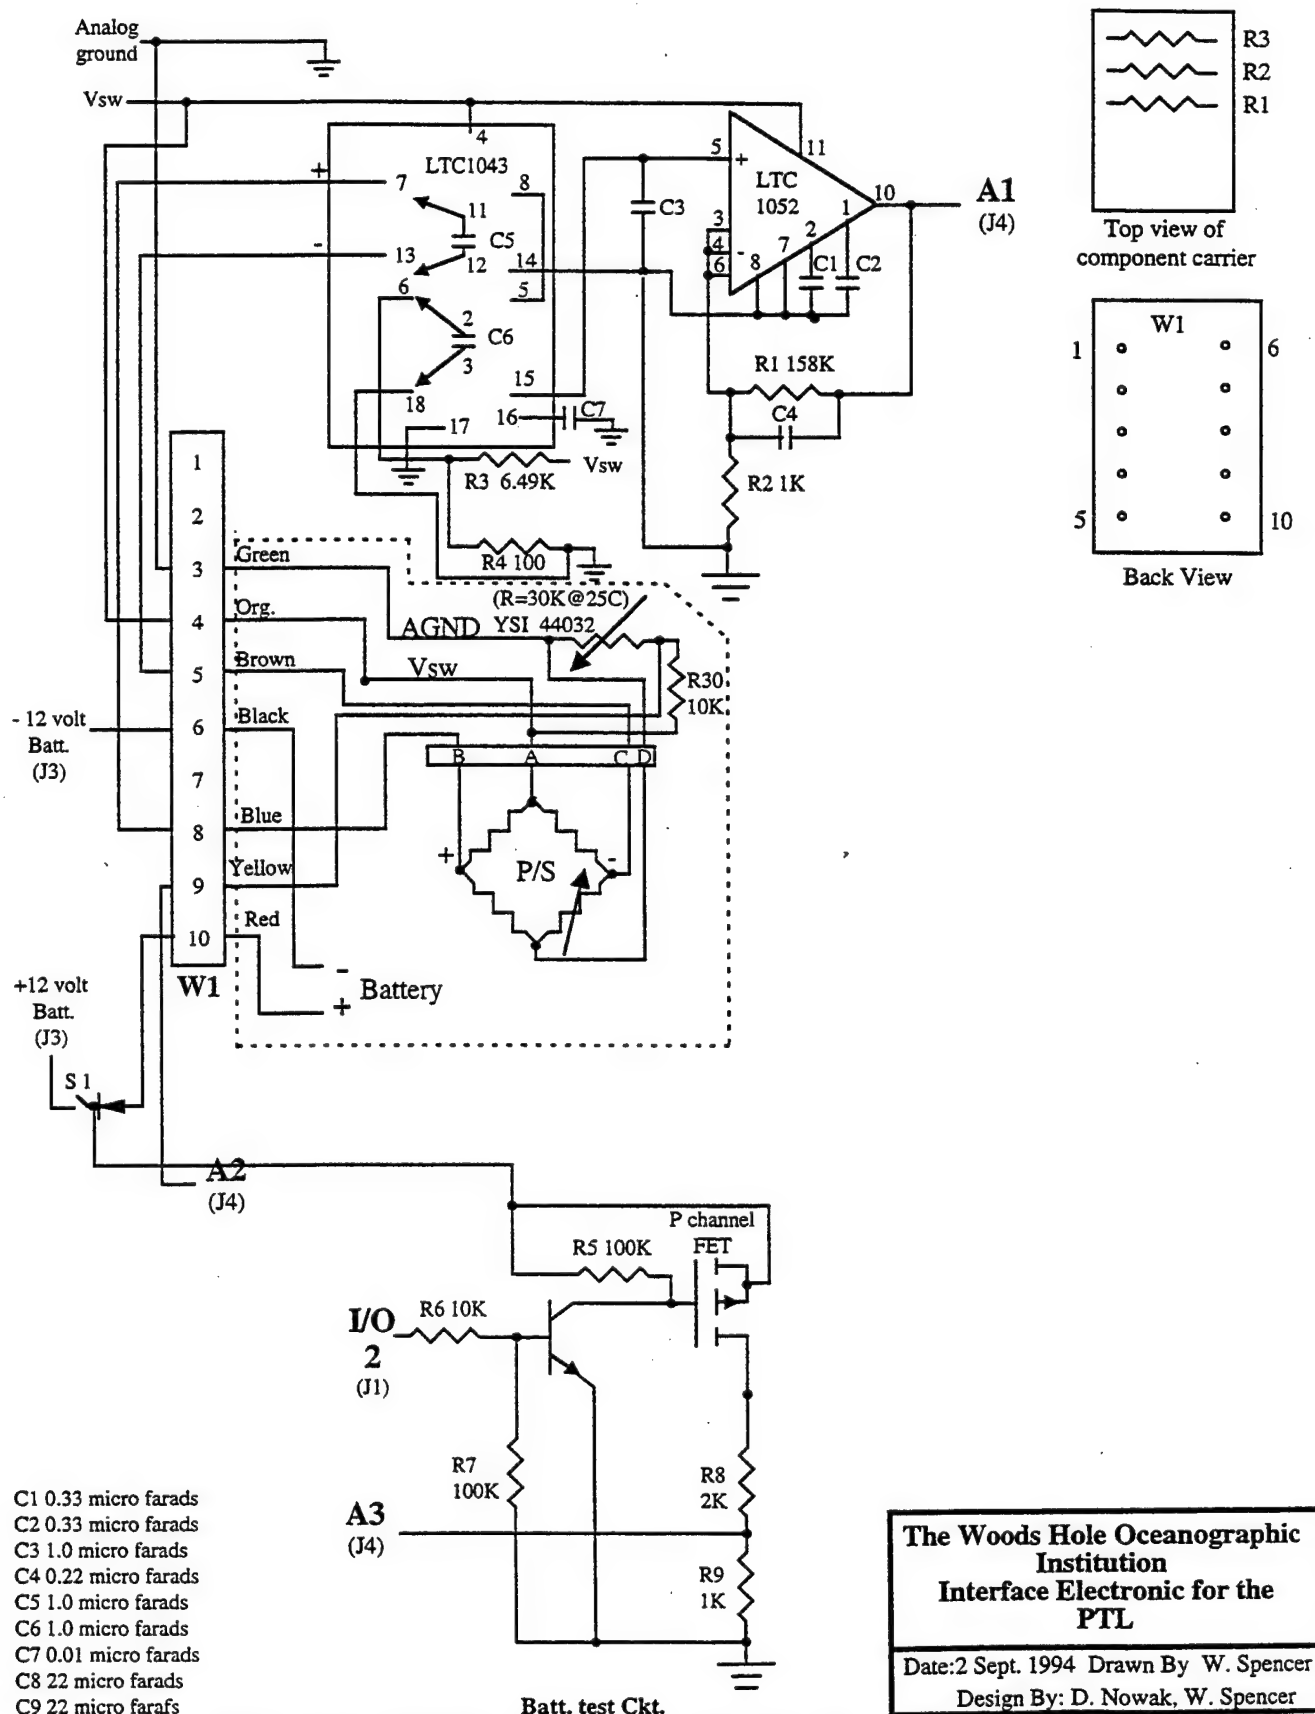 Analog
ground
Vsw
4
LTC1043
+
7
8
11
C5
-
13
12
14
6
5
2
C6
3
15
18
16
C7
17
Vsw
R3 6.49K
R4 100
5
+
11
LTC
1052
10
A1
(J4)
C3
3
4
-
6
1
2
7
8
C1
C2
R1 158K
C4
R2 1K
R3
R2
R1
Top view of
component carrier
W1
1
6
5
10
Back View
1
2
3
4
5
6
7
8
9
10
W1
Green
Org.
Brown
Black
Blue
Yellow
Red
- 12 volt
Batt.
(J3)
(R=30K@25C)
AGND YSI 44032
Vsw
R30
10K
B A C D
+
P/S
-
-
+ Battery
+12 volt
Batt.
(J3)
S 1
A2
(J4)
P channel
FET
R5 100K
R6 10K
I/O
2
(J1)
R7
100K
R8
2K
A3
(J4)
R9
1K
Batt. test Ckt.
C1 0.33 micro farads
C2 0.33 micro farads
C3 1.0 micro farads
C4 0.22 micro farads
C5 1.0 micro farads
C6 1.0 micro farads
C7 0.01 micro farads
C8 22 micro farads
C9 22 micro farafs
The Woods Hole Oceanographic
Institution
Interface Electronic for the
PTL
Date:2 Sept. 1994 Drawn By W. Spencer
Design By: D. Nowak, W. Spencer